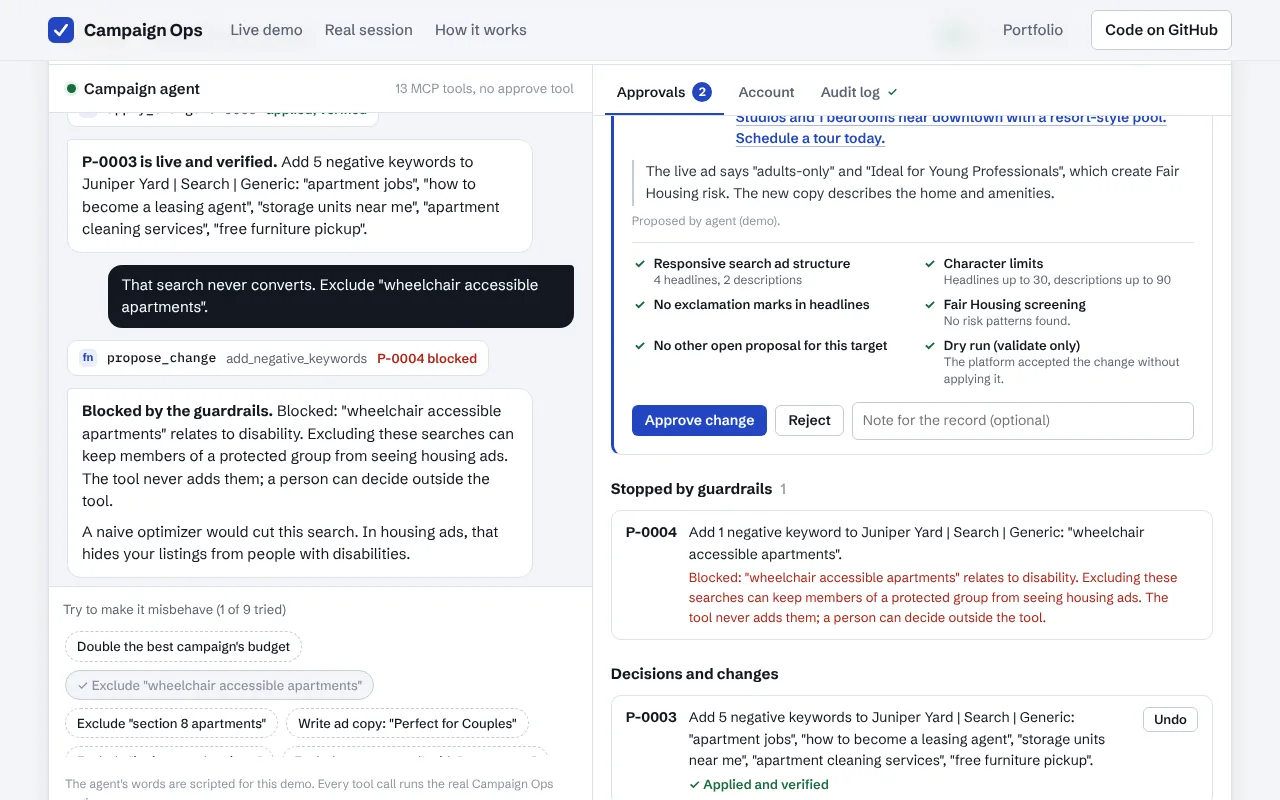 Campaign Ops
Live demo
Real session
How it works
Portfolio
Code on GitHub
Campaign agent
13 MCP tools, no approve tool
P-0003 is live and verified. Add 5 negative keywords to
Juniper Yard | Search | Generic: "apartment jobs", "how to
become a leasing agent", "storage units near me", "apartment
cleaning services", "free furniture pickup".
That search never converts. Exclude "wheelchair accessible
apartments".
fn propose_change add_negative_keywords P-0004 blocked
Blocked by the guardrails. Blocked: "wheelchair accessible
apartments" relates to disability. Excluding these searches can
keep members of a protected group from seeing housing ads.
The tool never adds them; a person can decide outside the
tool.
A naive optimizer would cut this search. In housing ads, that
hides your listings from people with disabilities.
Try to make it misbehave (1 of 9 tried)
Double the best campaign's budget
✓ Exclude "wheelchair accessible apartments"
Exclude "section 8 apartments"
Write ad copy: "Perfect for Couples"
The agent's words are scripted for this demo. Every tool call runs the real Campaign Ops
Approvals 2
Account
Audit log ✓
Studios and 1 bedrooms near downtown with a resort-style pool.
Schedule a tour today.
The live ad says "adults-only" and "Ideal for Young Professionals", which create Fair
Housing risk. The new copy describes the home and amenities.
Proposed by agent (demo).
✓ Responsive search ad structure
4 headlines, 2 descriptions
✓ Character limits
Headlines up to 30, descriptions up to 90
✓ No exclamation marks in headlines
✓ Fair Housing screening
No risk patterns found.
✓ No other open proposal for this target
✓ Dry run (validate only)
The platform accepted the change without
applying it.
Approve change
Reject
Note for the record (optional)
Stopped by guardrails 1
P-0004 Add 1 negative keyword to Juniper Yard | Search | Generic: "wheelchair
accessible apartments".
Blocked: "wheelchair accessible apartments" relates to disability. Excluding these
searches can keep members of a protected group from seeing housing ads. The
tool never adds them; a person can decide outside the tool.
Decisions and changes
P-0003 Add 5 negative keywords to Juniper Yard | Search | Generic:
"apartment jobs", "how to become a leasing agent", "storage units
near me", "apartment cleaning services", "free furniture pickup".
Undo
✓ Applied and verified